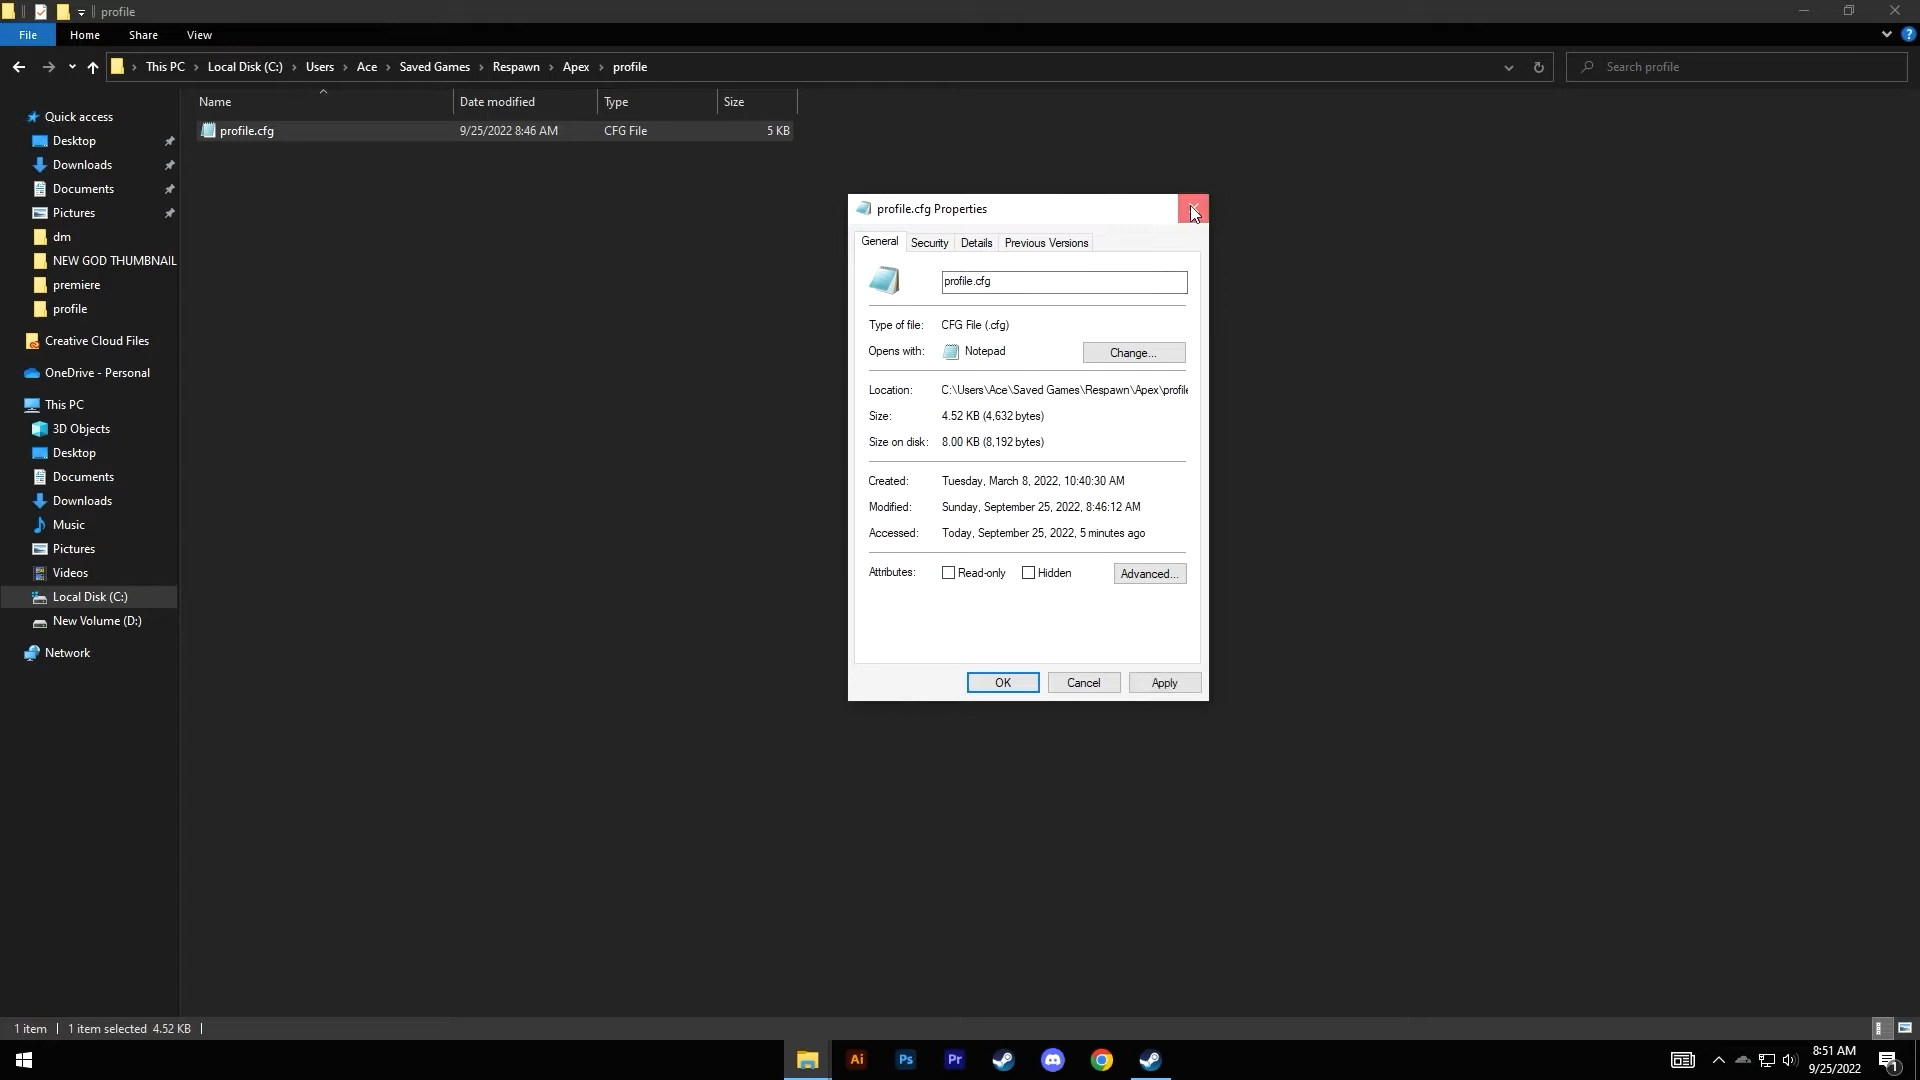 profile
File Home Share View
This PC Local Disk (C:) Users Ace Saved Games Respawn Apex profile
Search profile
Name Date modified Type Size
profile.cfg 9/25/2022 8:46 AM CFG File 5 KB
Quick access
Desktop
Downloads
Documents
Pictures
dm
NEW GOD THUMBNAIL
premiere
profile
Creative Cloud Files
OneDrive - Personal
This PC
3D Objects
Desktop
Documents
Downloads
Music
Pictures
Videos
Local Disk (C:)
New Volume (D:)
Network
profile.cfg Properties
General Security Details Previous Versions
profile.cfg
Type of file: CFG File (.cfg)
Opens with: Notepad Change...
Location: C:\Users\Ace\Saved Games\Respawn\Apex\profile
Size: 4.52 KB (4,632 bytes)
Size on disk: 8.00 KB (8,192 bytes)
Created: Tuesday, March 8, 2022, 10:40:30 AM
Modified: Sunday, September 25, 2022, 8:46:12 AM
Accessed: Today, September 25, 2022, 5 minutes ago
Attributes: Read-only Hidden Advanced...
OK Cancel Apply
1 item 1 item selected 4.52 KB
Ai Ps Pr
8:51 AM
9/25/2022
1